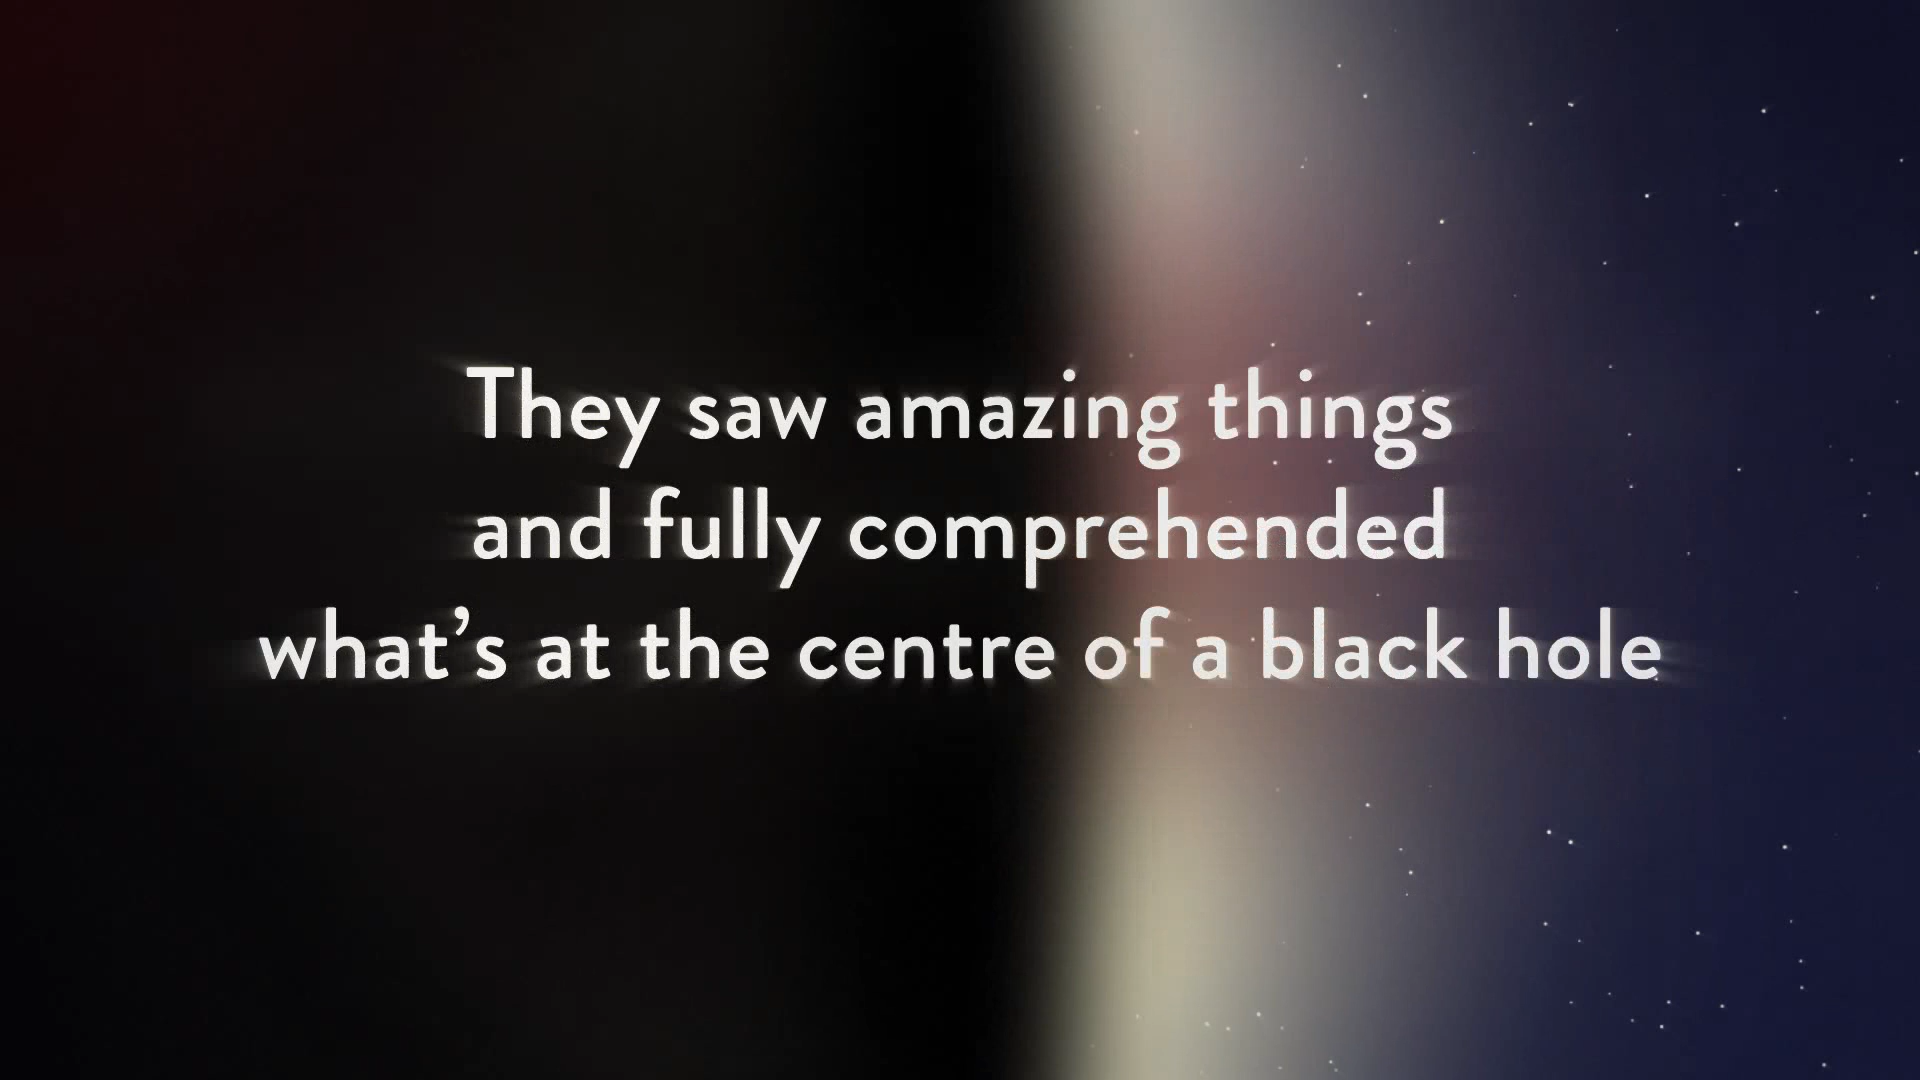 They saw amazing things
and fully comprehended
what’s at the centre of a black hole